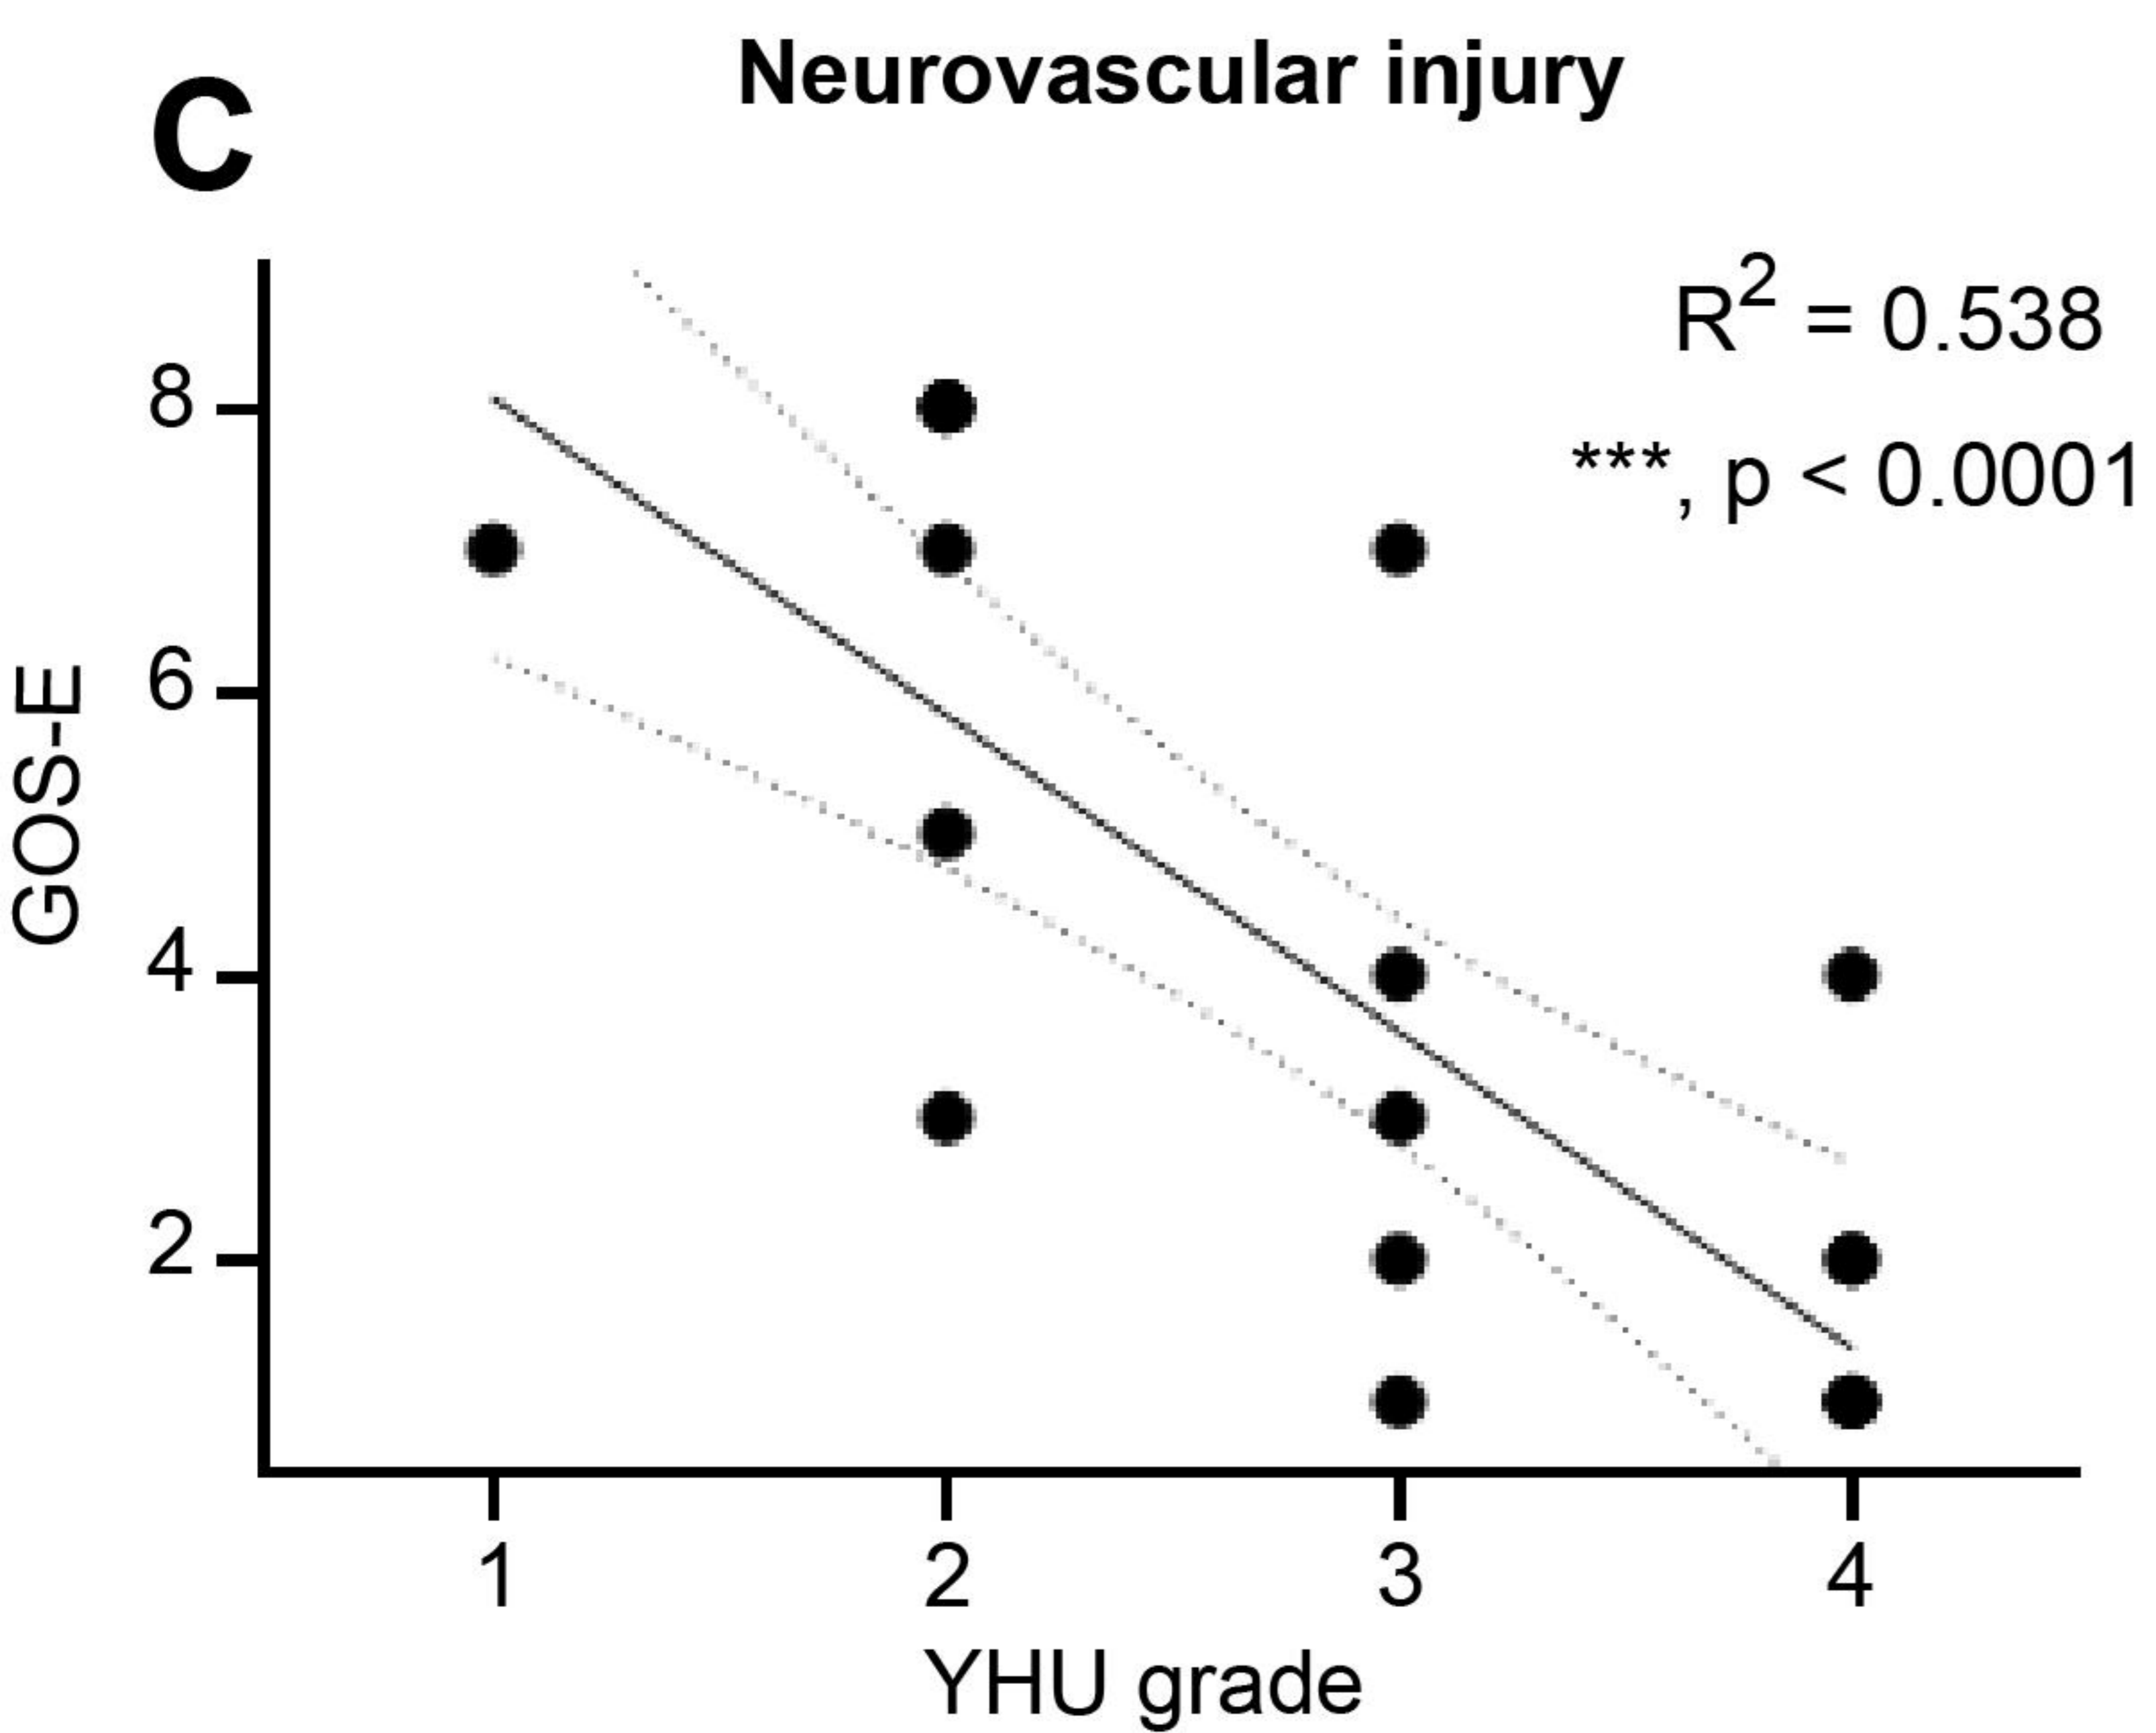 C
Neurovascular injury
R² = 0.538
***, p < 0.0001
GOS-E
8
6
4
2
1 2 3 4
YHU grade